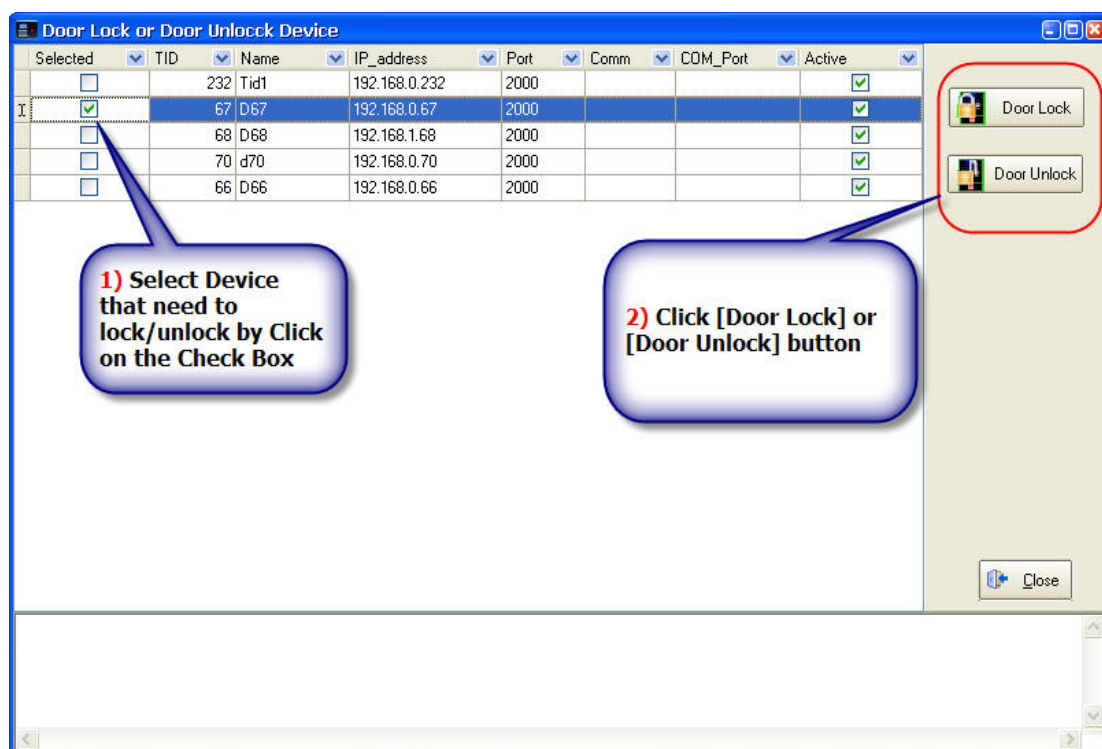 Door Lock or Door Unlocck Device
Selected TID Name IP_address Port Comm COM_Port Active
232 Tid1 192.168.0.232 2000
67 D67 192.168.0.67 2000
68 D68 192.168.1.68 2000
70 d70 192.168.0.70 2000
66 D66 192.168.0.66 2000
Door Lock
Door Unlock
1) Select Device
that need to
lock/unlock by Click
on the Check Box
2) Click [Door Lock] or
[Door Unlock] button
Close